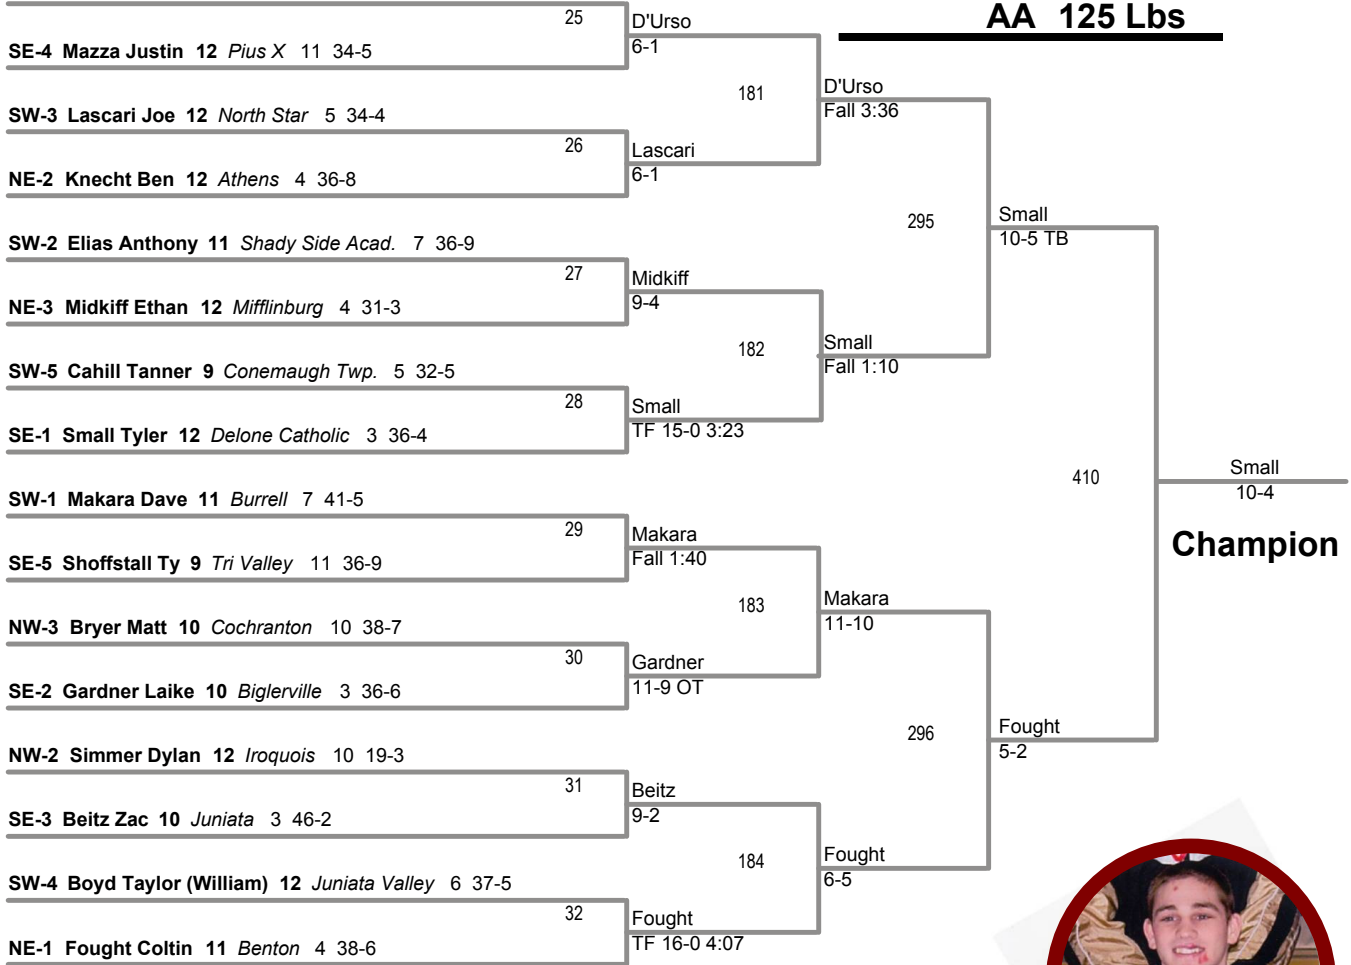 AA 125 Lbs
25
D'Urso
6-1
SE-4 Mazza Justin 12 Pius X 11 34-5
181
D'Urso
Fall 3:36
SW-3 Lascari Joe 12 North Star 5 34-4
26
Lascari
6-1
NE-2 Knecht Ben 12 Athens 4 36-8
295
Small
10-5 TB
SW-2 Elias Anthony 11 Shady Side Acad. 7 36-9
27
Midkiff
9-4
NE-3 Midkiff Ethan 12 Mifflinburg 4 31-3
182
Small
Fall 1:10
SW-5 Cahill Tanner 9 Conemaugh Twp. 5 32-5
28
Small
TF 15-0 3:23
SE-1 Small Tyler 12 Delone Catholic 3 36-4
410
Small
10-4
Champion
SW-1 Makara Dave 11 Burrell 7 41-5
29
Makara
Fall 1:40
SE-5 Shoffstall Ty 9 Tri Valley 11 36-9
183
Makara
11-10
NW-3 Bryer Matt 10 Cochranton 10 38-7
30
Gardner
11-9 OT
SE-2 Gardner Laike 10 Biglerville 3 36-6
296
Fought
5-2
NW-2 Simmer Dylan 12 Iroquois 10 19-3
31
Beitz
9-2
SE-3 Beitz Zac 10 Juniata 3 46-2
184
Fought
6-5
SW-4 Boyd Taylor (William) 12 Juniata Valley 6 37-5
32
Fought
TF 16-0 4:07
NE-1 Fought Coltin 11 Benton 4 38-6